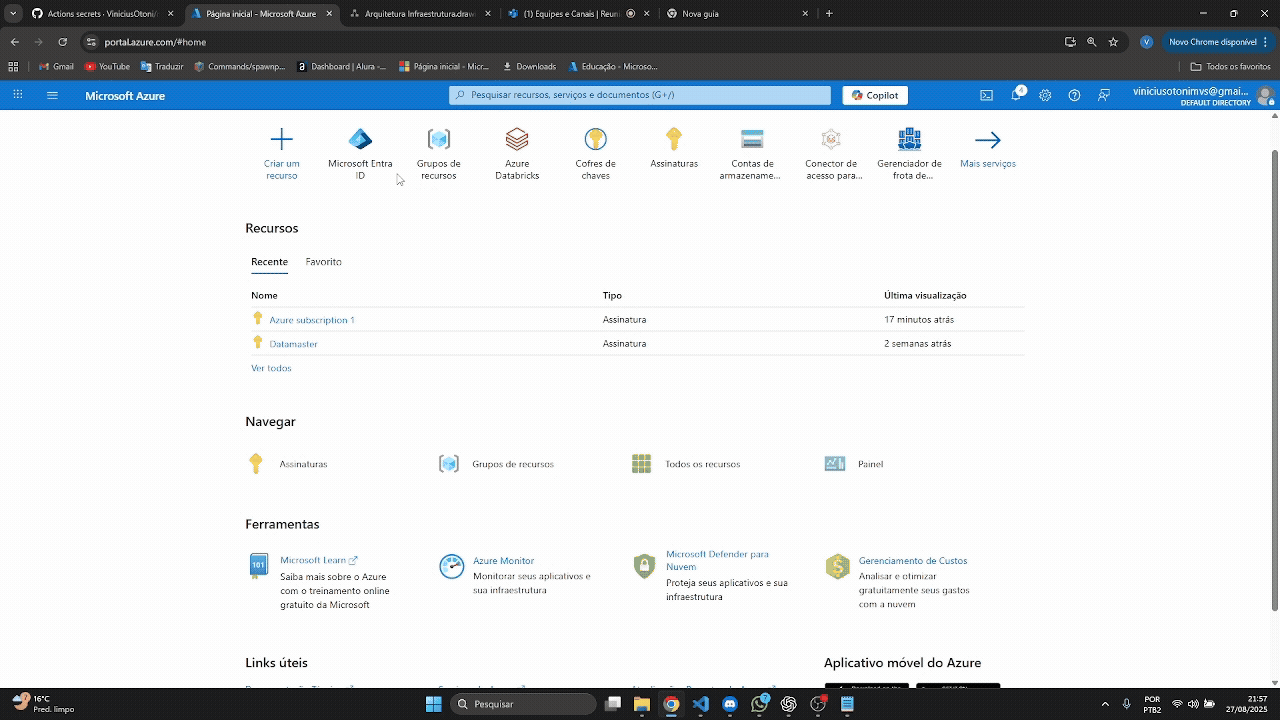 Actions secrets · ViniciusOtoni/
Página inicial - Microsoft Azure
Arquitetura Infraestrutura.draw
(1) Equipes e Canais | Reuni
Nova guia
portal.azure.com/#home
Novo Chrome disponível
Gmail
YouTube
Traduzir
Commands/spawnp...
Dashboard | Alura -...
Página inicial – Micr...
Downloads
Educação – Microso...
Todos os favoritos
Microsoft Azure
Pesquisar recursos, serviços e documentos (G+/)
Copilot
4
viniciusotonimvs@gmai...
DEFAULT DIRECTORY
Criar um recurso
Microsoft Entra ID
Grupos de recursos
Azure Databricks
Cofres de chaves
Assinaturas
Contas de armazename...
Conector de acesso para...
Gerenciador de frota de...
Mais serviços
Recursos
Recente
Favorito
Nome
Tipo
Última visualização
Azure subscription 1
Assinatura
17 minutos atrás
Datamaster
Assinatura
2 semanas atrás
Ver todos
Navegar
Assinaturas
Grupos de recursos
Todos os recursos
Painel
Ferramentas
Microsoft Learn
Saiba mais sobre o Azure
com o treinamento online
gratuito da Microsoft
Azure Monitor
Monitorar seus aplicativos e
sua infraestrutura
Microsoft Defender para
Nuvem
Proteja seus aplicativos e sua
infraestrutura
Gerenciamento de Custos
Analisar e otimizar
gratuitamente seus gastos
com a nuvem
Links úteis
Aplicativo móvel do Azure
16°C
Pred. limpo
Pesquisar
7
POR
PTB2
21:57
27/08/2025